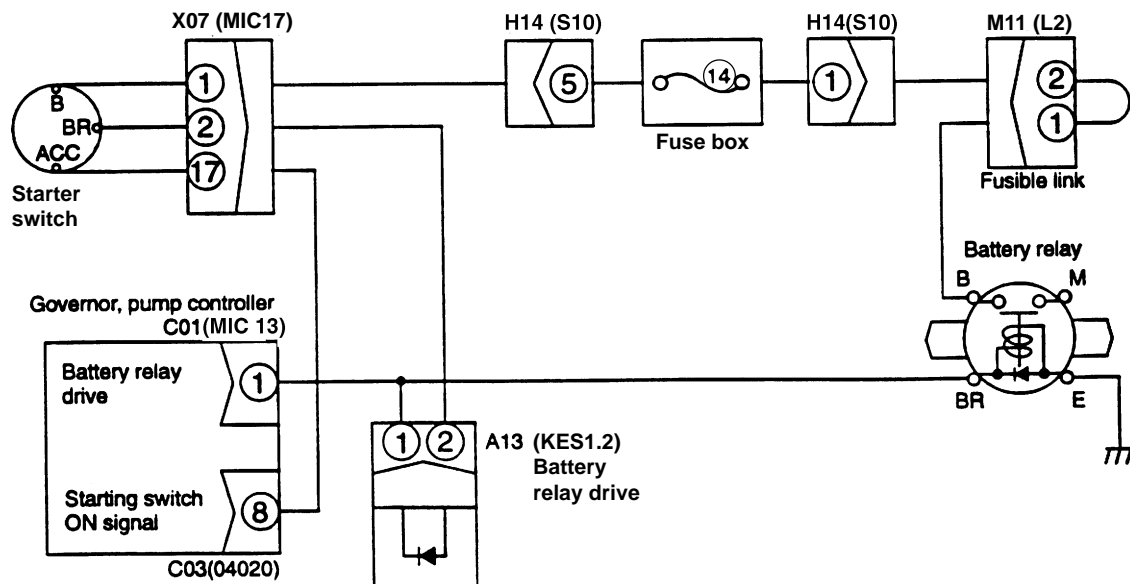 X07 (MIC17)
H14 (S10)
H14(S10)
M11 (L2)
1
2
17
B
BR
ACC
Starter
switch
5
14
Fuse box
1
2
1
Fusible link
Battery relay
B
M
BR
E
Governor, pump controller
C01(MIC 13)
Battery relay
drive
1
Starting switch
ON signal
8
C03(04020)
1
2
A13 (KES1.2)
Battery
relay drive